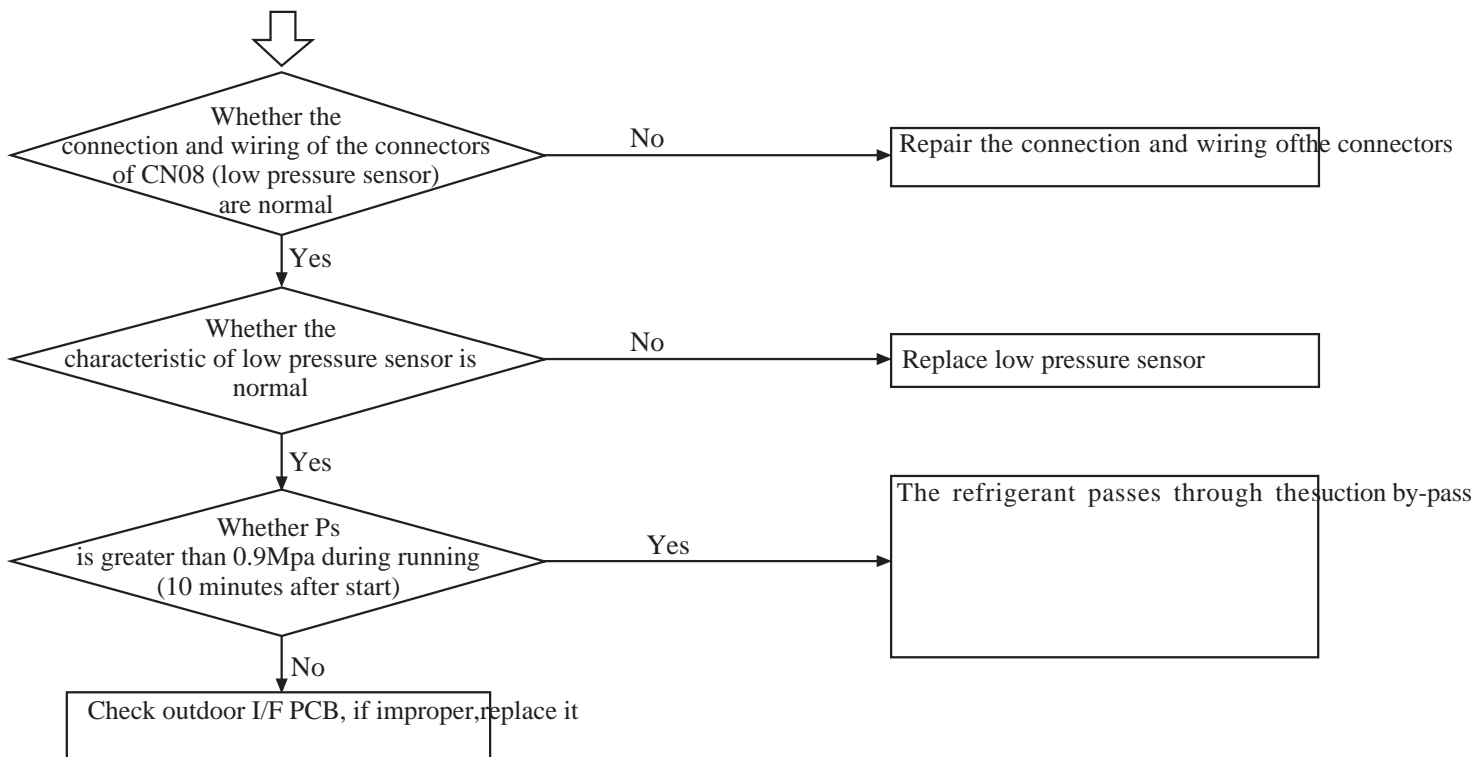 Whether the
connection and wiring of the connectors
of CN08 (low pressure sensor)
are normal
No
Repair the connection and wiring ofthe connectors
Yes
Whether the
characteristic of low pressure sensor is
normal
No
Replace low pressure sensor
Yes
Whether Ps
is greater than 0.9Mpa during running
(10 minutes after start)
Yes
The refrigerant passes through thesuction by-pass
No
Check outdoor I/F PCB, if improper,replace it